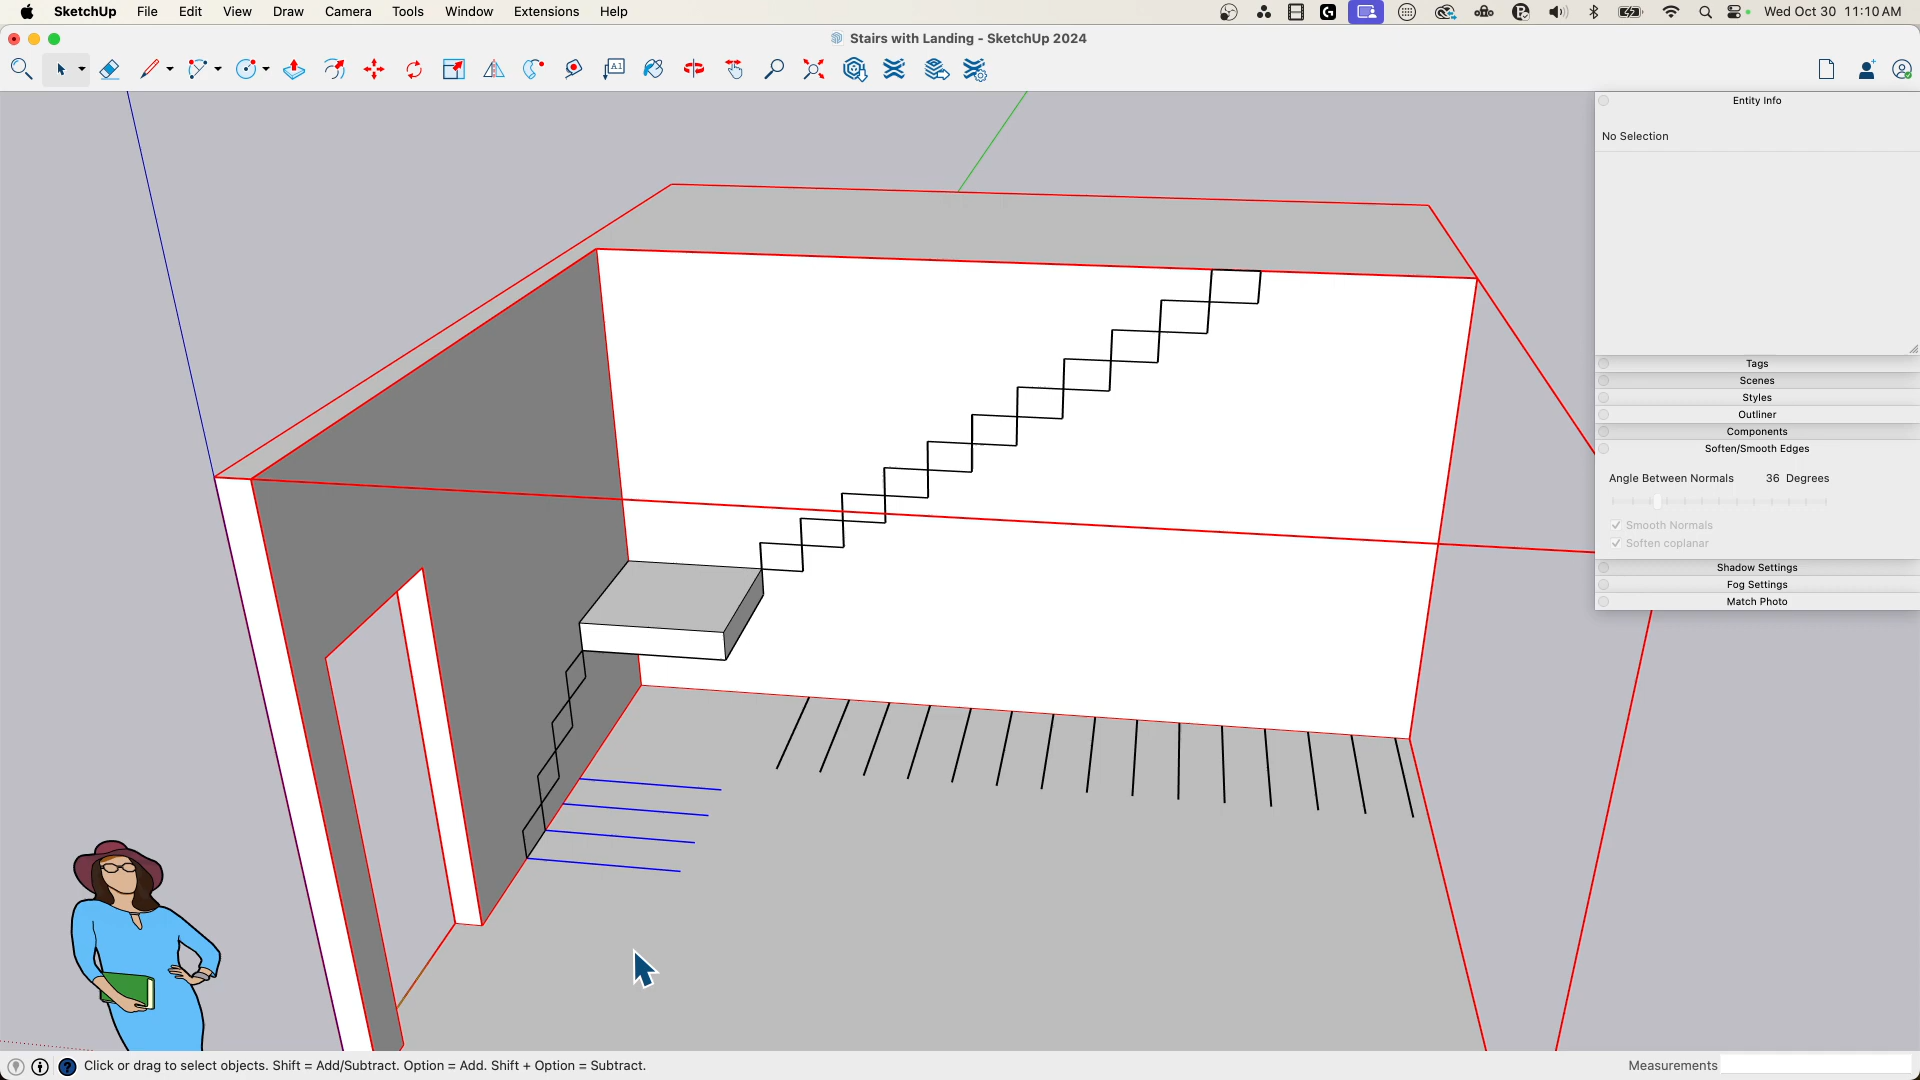 SketchUp File Edit View Draw Camera Tools Window Extensions Help Wed Oct 30 11:10 AM
Stairs with Landing - SketchUp 2024
A1
Entity Info
No Selection
Tags
Scenes
Styles
Outliner
Components
Soften/Smooth Edges
Angle Between Normals 36 Degrees
Smooth Normals
Soften coplanar
Shadow Settings
Fog Settings
Match Photo
Click or drag to select objects. Shift = Add/Subtract. Option = Add. Shift + Option = Subtract. Measurements